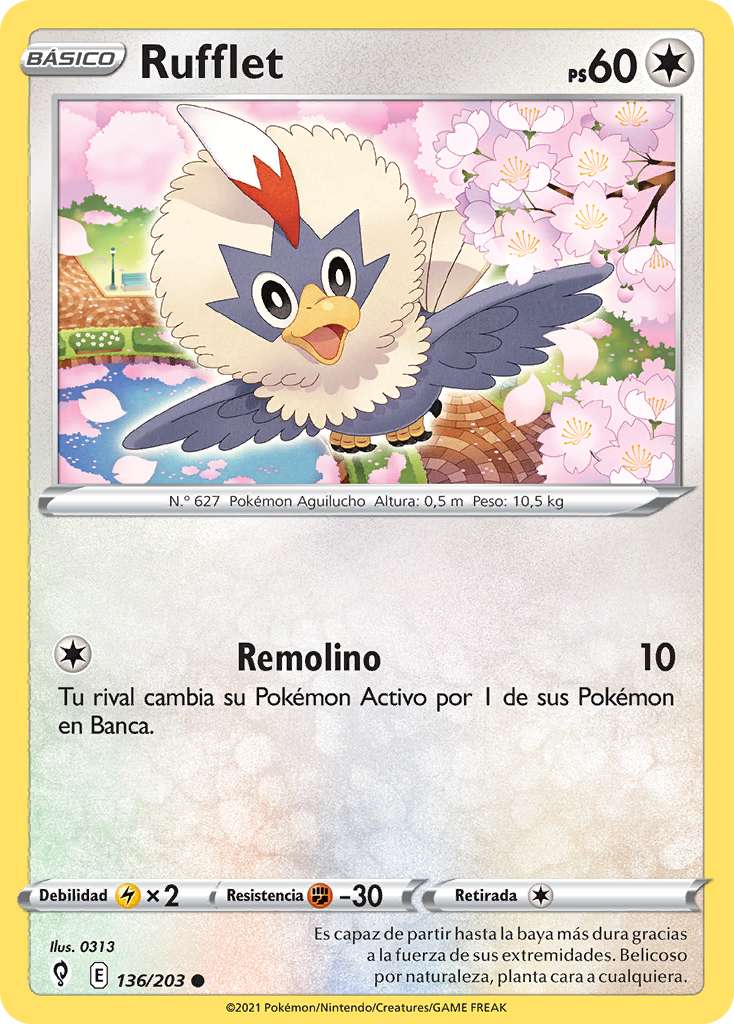 BÁSICO Rufflet PS60
N.º 627 Pokémon Aguilucho Altura: 0,5 m Peso: 10,5 kg
Remolino 10
Tu rival cambia su Pokémon Activo por 1 de sus Pokémon
en Banca.
Debilidad ×2 Resistencia -30 Retirada
Ilus. 0313
Es capaz de partir hasta la baya más dura gracias
a la fuerza de sus extremidades. Belicoso
por naturaleza, planta cara a cualquiera.
E 136/203
©2021 Pokémon/Nintendo/Creatures/GAME FREAK